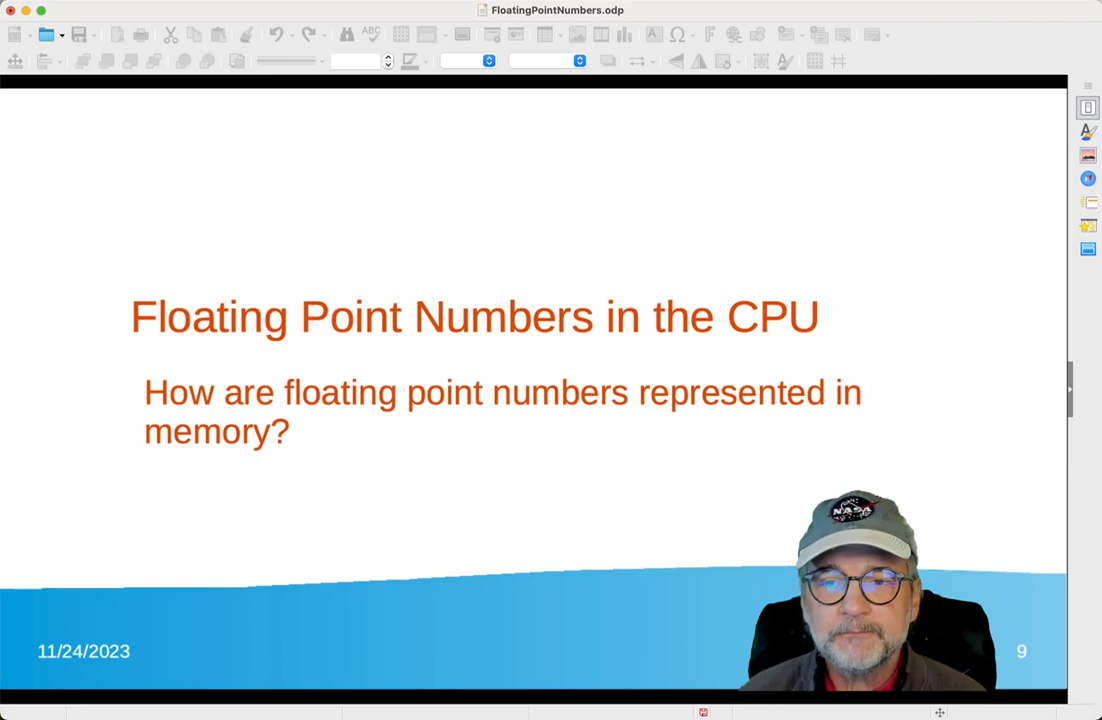 FloatingPointNumbers.odp
ABC
Floating Point Numbers in the CPU
How are floating point numbers represented in
memory?
NASA
11/24/2023
9